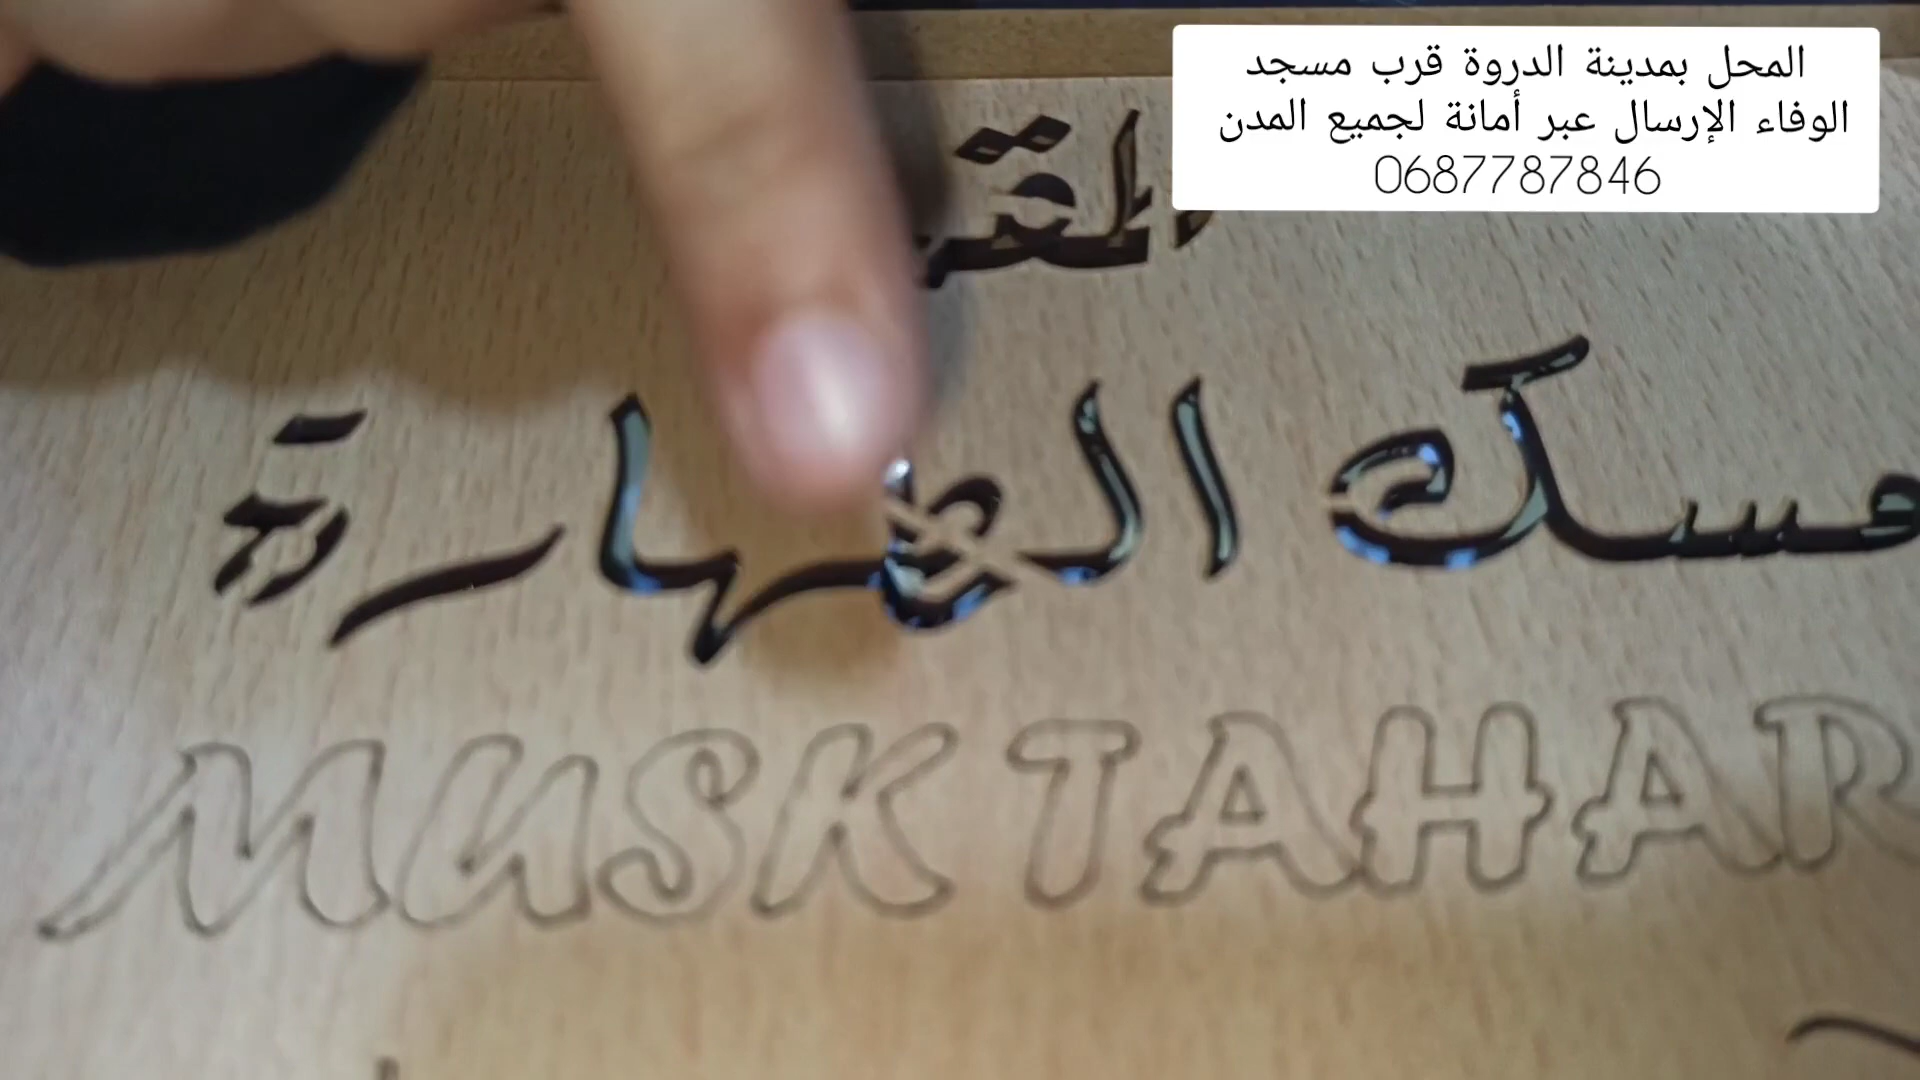 المحل بمدينة الدروة قرب مسجد
الوفاء الإرسال عبر أمانة لجميع المدن
0687787846
مسك الطهارة
MUSK TAHAR